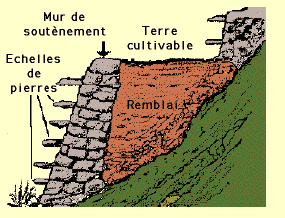 Mur de
soutènement
Terre
cultivable
Echelles
de
pierres
Remblai